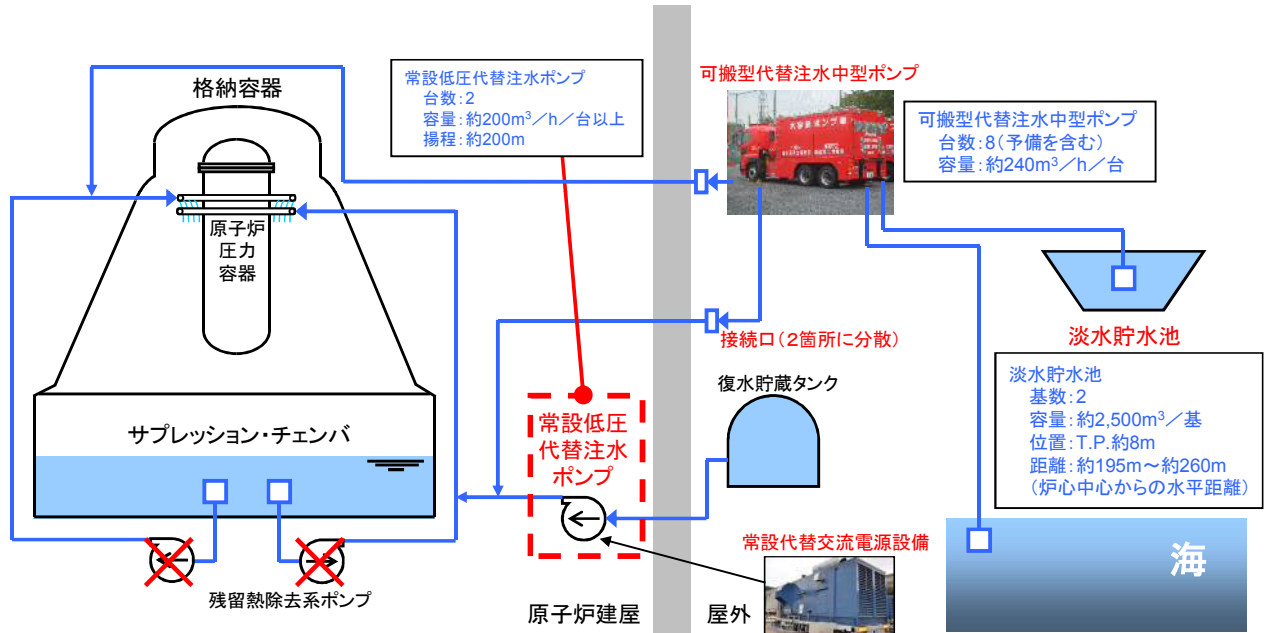 格納容器
原子炉
圧力
容器
サプレッション・チェンバ
残留熱除去系ポンプ
常設低圧代替注水ポンプ
台数：2
容量：約200m³／h／台以上
揚程：約200m
常設低圧
代替注水
ポンプ
原子炉建屋
屋外
可搬型代替注水中型ポンプ
可搬型代替注水中型ポンプ
台数：8（予備を含む）
容量：約240m³／h／台
接続口（２箇所に分散）
復水貯蔵タンク
常設代替交流電源設備
淡水貯水池
淡水貯水池
基数：2
容量：約2,500m³／基
位置：T.P.約8m
距離：約195m～約260m
（炉心中心からの水平距離）
海